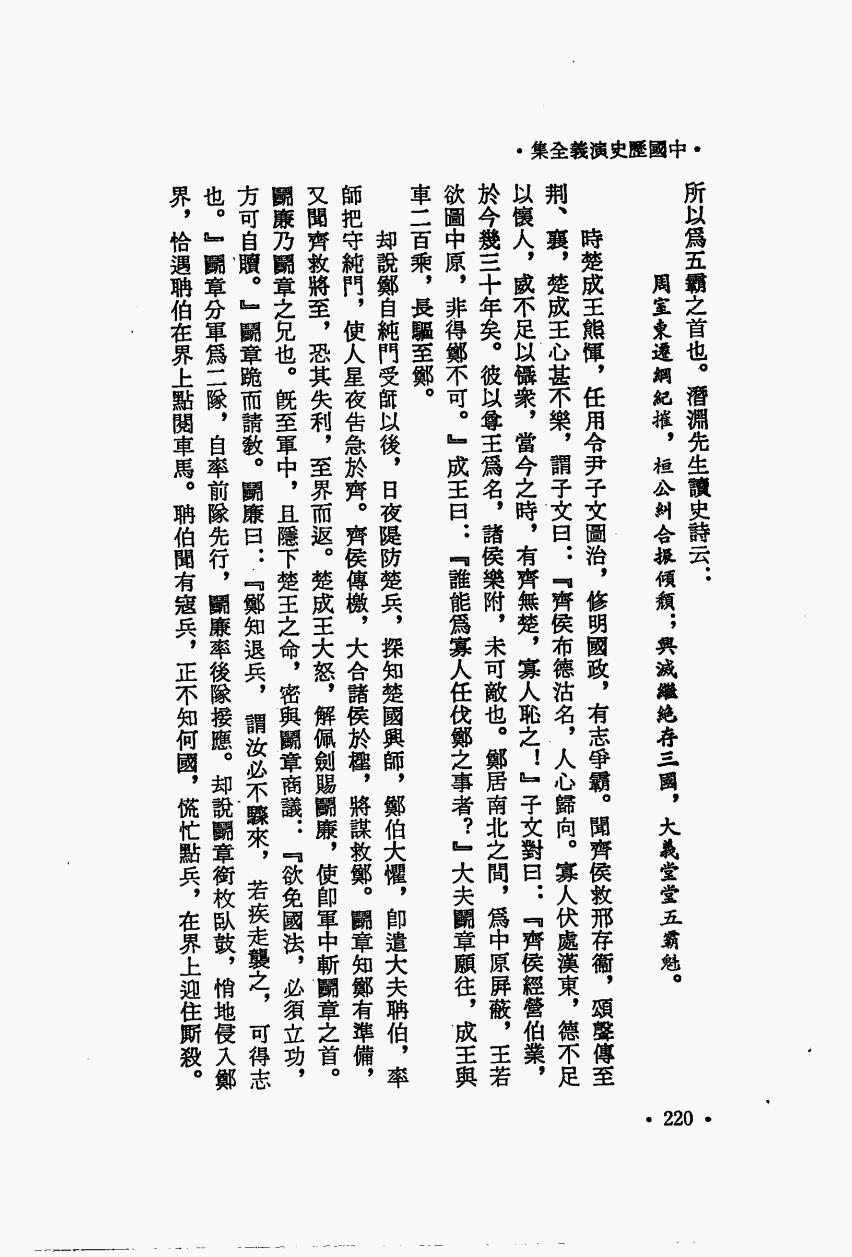 •中國歷史演義全集•
所以爲五霸之首也。潛淵先生讀史詩云：
周室東遷綱紀摧，桓公糾合振傾頹；興滅繼絶存三國，大義堂堂五霸魁。
時楚成王熊惲，任用令尹子文圖治，修明國政，有志爭霸。聞齊侯救邢存衞，頌聲傳至
荆、襄，楚成王心甚不樂，謂子文曰：『齊侯布德沽名，人心歸向。寡人伏處漢東，德不足
以懷人，威不足以懾衆，當今之時，有齊無楚，寡人恥之！』子文對曰：『齊侯經營伯業，
於今幾三十年矣。彼以尊王爲名，諸侯樂附，未可敵也。鄭居南北之間，爲中原屏蔽，王若
欲圖中原，非得鄭不可。』成王曰：『誰能爲寡人任伐鄭之事者？』大夫鬭章願往，成王與
車二百乘，長驅至鄭。
却說鄭自純門受師以後，日夜隄防楚兵，探知楚國興師，鄭伯大懼，卽遣大夫聃伯，率
師把守純門，使人星夜告急於齊。齊侯傳檄，大合諸侯於檉，將謀救鄭。鬭章知鄭有準備，
又聞齊救將至，恐其失利，至界而返。楚成王大怒，解佩劍賜鬭廉，使卽軍中斬鬭章之首。
鬭廉乃鬭章之兄也。旣至軍中，且隱下楚王之命，密與鬭章商議：『欲免國法，必須立功，
方可自贖。』鬭章跪而請敎。鬭廉曰：『鄭知退兵，謂汝必不驟來，若疾走襲之，可得志
也。』鬭章分軍爲二隊，自率前隊先行，鬭廉率後隊接應。却說鬭章銜枚臥鼓，悄地侵入鄭
界，恰遇聃伯在界上點閱車馬。聃伯聞有寇兵，正不知何國，慌忙點兵，在界上迎住厮殺。
•220•